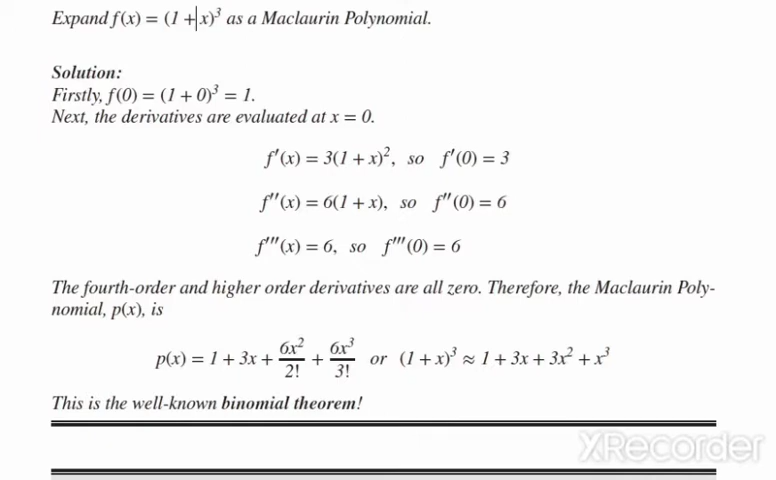 Expand f(x) = (1 + x)³ as a Maclaurin Polynomial.
Solution:
Firstly, f(0) = (1 + 0)³ = 1.
Next, the derivatives are evaluated at x = 0.
f′(x) = 3(1 + x)², so f′(0) = 3
f″(x) = 6(1 + x), so f″(0) = 6
f‴(x) = 6, so f‴(0) = 6
The fourth-order and higher order derivatives are all zero. Therefore, the Maclaurin Poly-
nomial, p(x), is
p(x) = 1 + 3x + 6x²/2! + 6x³/3! or (1 + x)³ ≈ 1 + 3x + 3x² + x³
This is the well-known binomial theorem!
XRecorder